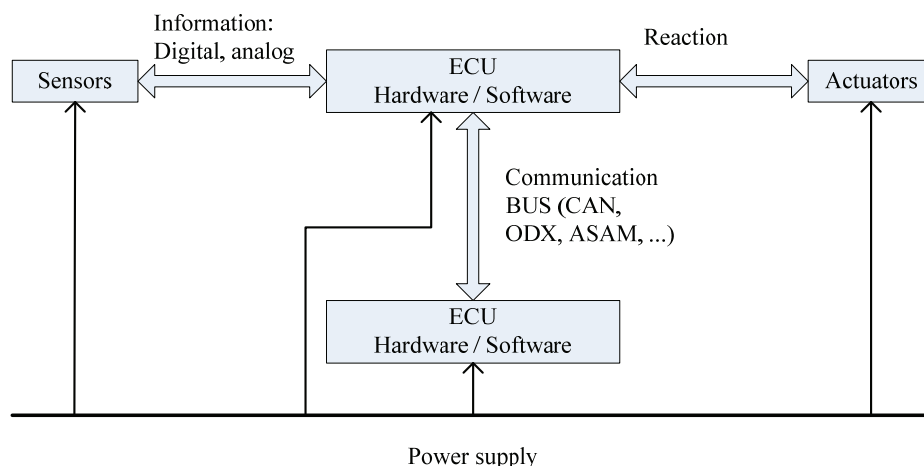 Information:
Digital, analog
Reaction
Sensors
ECU
Hardware / Software
Actuators
Communication
BUS (CAN,
ODX, ASAM, ...)
ECU
Hardware / Software
Power supply